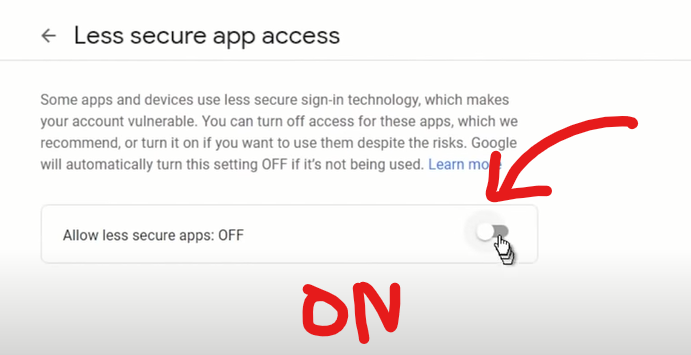 Less secure app access
Some apps and devices use less secure sign-in technology, which makes
your account vulnerable. You can turn off access for these apps, which we
recommend, or turn it on if you want to use them despite the risks. Google
will automatically turn this setting OFF if it's not being used. Learn more
Allow less secure apps: OFF
ON